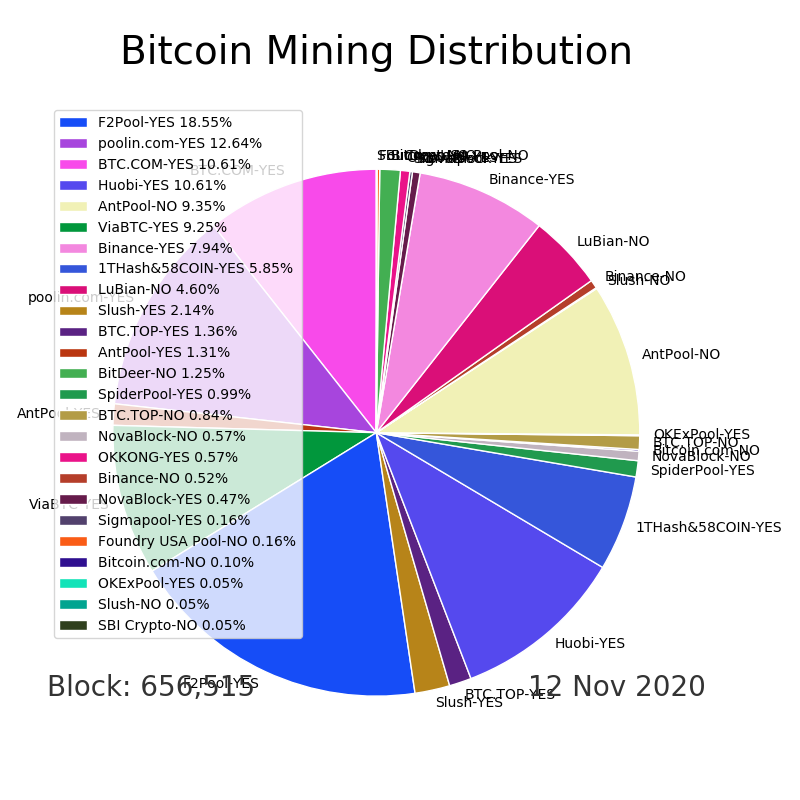 Bitcoin Mining Distribution
F2Pool-YES 18.55%
poolin.com-YES 12.64%
BTC.COM-YES 10.61%
Huobi-YES 10.61%
AntPool-NO 9.35%
ViaBTC-YES 9.25%
Binance-YES 7.94%
1THash&58COIN-YES 5.85%
LuBian-NO 4.60%
Slush-YES 2.14%
BTC.TOP-YES 1.36%
AntPool-YES 1.31%
BitDeer-NO 1.25%
SpiderPool-YES 0.99%
BTC.TOP-NO 0.84%
NovaBlock-NO 0.57%
OKKONG-YES 0.57%
Binance-NO 0.52%
NovaBlock-YES 0.47%
Sigmapool-YES 0.16%
Foundry USA Pool-NO 0.16%
Bitcoin.com-NO 0.10%
OKExPool-YES 0.05%
Slush-NO 0.05%
SBI Crypto-NO 0.05%
BTC.COM-YES
poolin.com-YES
AntPool-YES
ViaBTC-YES
F2Pool-YES
Binance-YES
LuBian-NO
Binance-NO
Slush-NO
AntPool-NO
OKExPool-YES
BTC.TOP-NO
Bitcoin.com-NO
NovaBlock-NO
SpiderPool-YES
1THash&58COIN-YES
Huobi-YES
BTC.TOP-YES
Slush-YES
Block: 656,515
12 Nov 2020